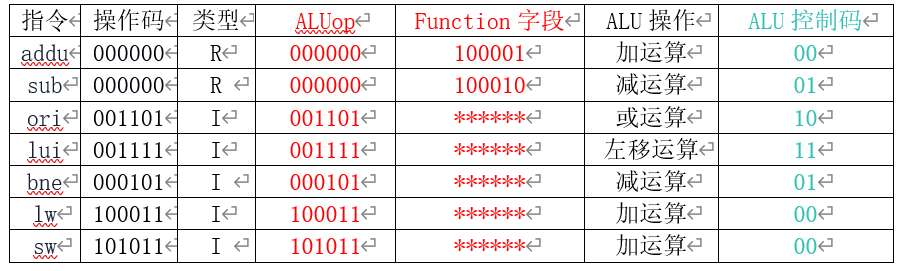 指令 操作码 类型 ALUop Function 字段 ALU 操作 ALU 控制码
addu 000000 R 000000 100001 加运算 00
sub 000000 R 000000 100010 减运算 01
ori 001101 I 001101 ****** 或运算 10
lui 001111 I 001111 ****** 左移运算 11
bne 000101 I 000101 ****** 减运算 01
lw 100011 I 100011 ****** 加运算 00
sw 101011 I 101011 ****** 加运算 00